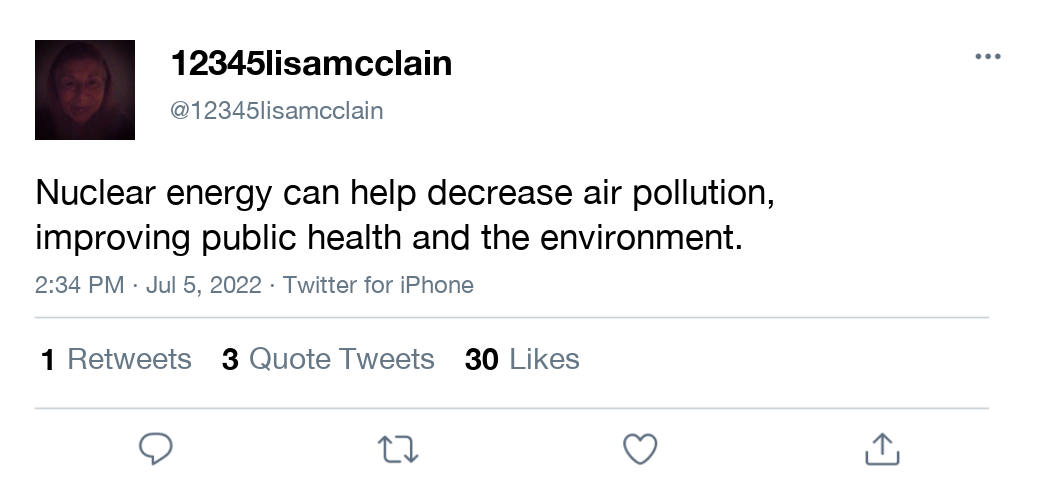 12345lisamcclain
@12345lisamcclain
Nuclear energy can help decrease air pollution,
improving public health and the environment.
2:34 PM · Jul 5, 2022 · Twitter for iPhone
1 Retweets 3 Quote Tweets 30 Likes